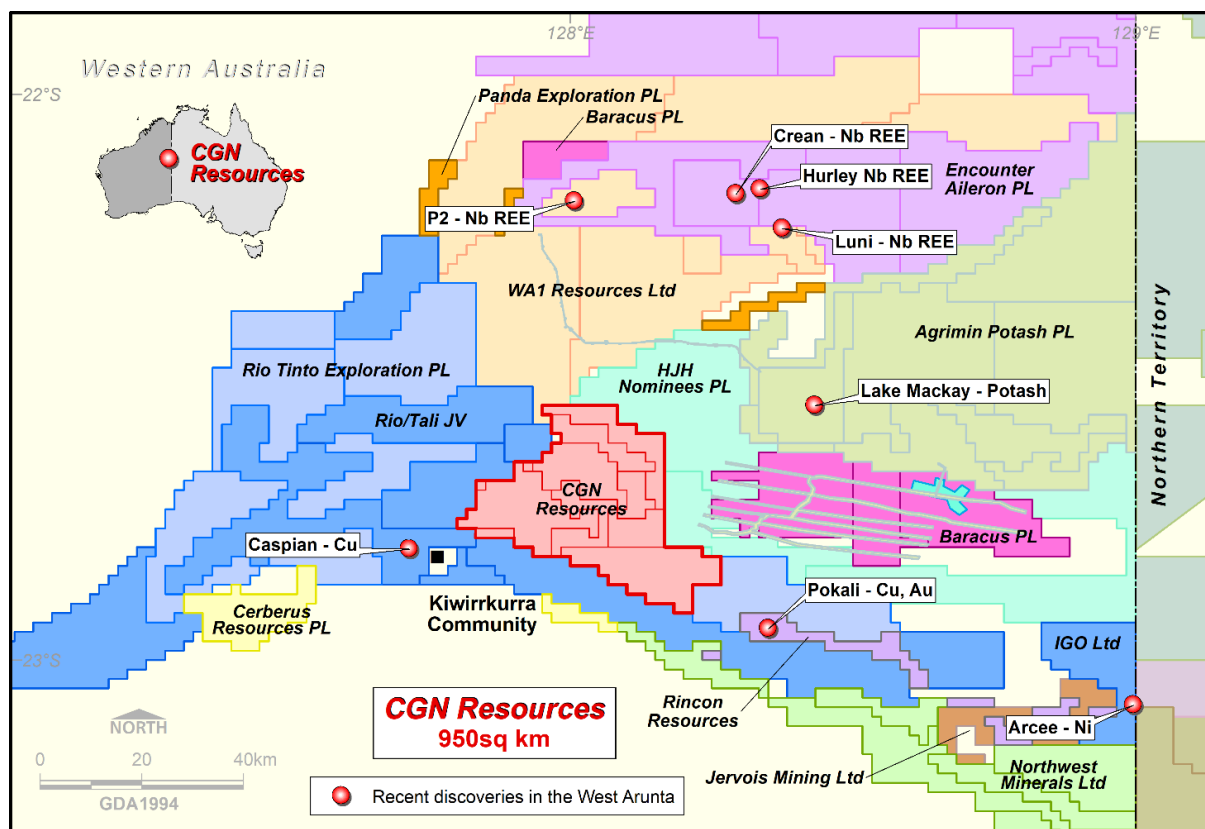 128°E
129°E
Western Australia
22°S
Panda Exploration PL
Baracus PL
CGN
Resources
Crean - Nb REE
Hurley Nb REE
Encounter
Aileron PL
P2 - Nb REE
Luni - Nb REE
WA1 Resources Ltd
Agrimin Potash PL
Northern Territory
Rio Tinto Exploration PL
HJH
Nominees PL
Lake Mackay - Potash
Rio/Tali JV
CGN
Resources
Baracus PL
Caspian - Cu
Kiwirrkurra
Community
Cerberus
Resources PL
Pokali - Cu, Au
23°S
IGO Ltd
Rincon
Resources
CGN Resources
950sq km
Arcee - Ni
NORTH
0 20 40km
GDA1994
Jervois Mining Ltd
Northwest
Minerals Ltd
Recent discoveries in the West Arunta